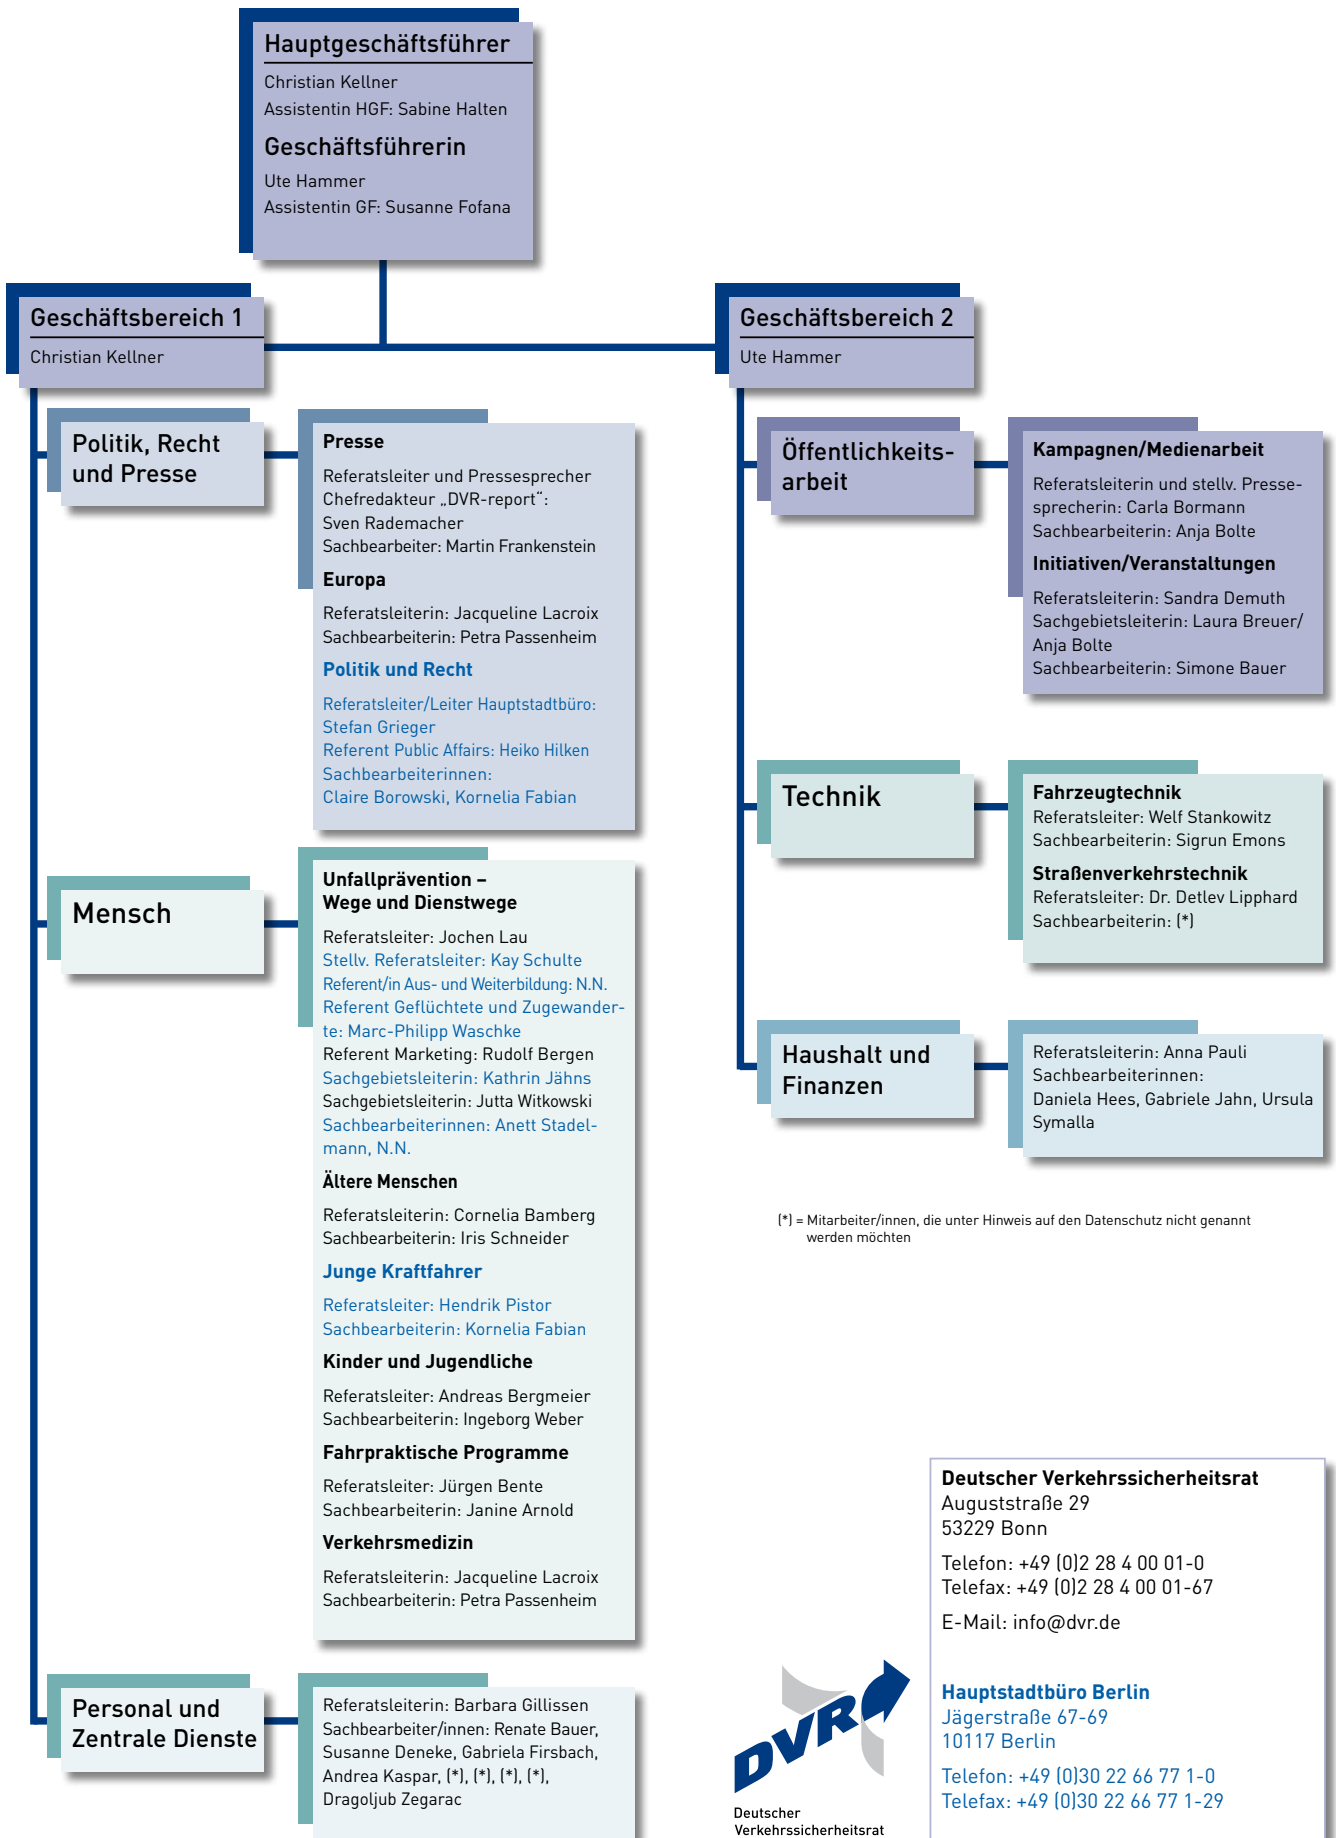 Hauptgeschäftsführer
Christian Kellner
Assistentin HGF: Sabine Halten
Geschäftsführerin
Ute Hammer
Assistentin GF: Susanne Fofana
Geschäftsbereich 1
Christian Kellner
Politik, Recht
und Presse
Presse
Referatsleiter und Pressesprecher
Chefredakteur „DVR-report“:
Sven Rademacher
Sachbearbeiter: Martin Frankenstein
Europa
Referatsleiterin: Jacqueline Lacroix
Sachbearbeiterin: Petra Passenheim
Politik und Recht
Referatsleiter/Leiter Hauptstadtbüro:
Stefan Grieger
Referent Public Affairs: Heiko Hilken
Sachbearbeiterinnen:
Claire Borowski, Kornelia Fabian
Mensch
Unfallprävention –
Wege und Dienstwege
Referatsleiter: Jochen Lau
Stellv. Referatsleiter: Kay Schulte
Referent/in Aus- und Weiterbildung: N.N.
Referent Geflüchtete und Zugewander-
te: Marc-Philipp Waschke
Referent Marketing: Rudolf Bergen
Sachgebietsleiterin: Kathrin Jähns
Sachgebietsleiterin: Jutta Witkowski
Sachbearbeiterinnen: Anett Stadel-
mann, N.N.
Ältere Menschen
Referatsleiterin: Cornelia Bamberg
Sachbearbeiterin: Iris Schneider
Junge Kraftfahrer
Referatsleiter: Hendrik Pistor
Sachbearbeiterin: Kornelia Fabian
Kinder und Jugendliche
Referatsleiter: Andreas Bergmeier
Sachbearbeiterin: Ingeborg Weber
Fahrpraktische Programme
Referatsleiter: Jürgen Bente
Sachbearbeiterin: Janine Arnold
Verkehrsmedizin
Referatsleiterin: Jacqueline Lacroix
Sachbearbeiterin: Petra Passenheim
Personal und
Zentrale Dienste
Referatsleiterin: Barbara Gillissen
Sachbearbeiter/innen: Renate Bauer,
Susanne Deneke, Gabriela Firsbach,
Andrea Kaspar, (*), (*), (*), (*),
Dragoljub Zegarac
Geschäftsbereich 2
Ute Hammer
Öffentlichkeits-
arbeit
Kampagnen/Medienarbeit
Referatsleiterin und stellv. Presse-
sprecherin: Carla Bormann
Sachbearbeiterin: Anja Bolte
Initiativen/Veranstaltungen
Referatsleiterin: Sandra Demuth
Sachgebietsleiterin: Laura Breuer/
Anja Bolte
Sachbearbeiterin: Simone Bauer
Technik
Fahrzeugtechnik
Referatsleiter: Welf Stankowitz
Sachbearbeiterin: Sigrun Emons
Straßenverkehrstechnik
Referatsleiter: Dr. Detlev Lipphard
Sachbearbeiterin: (*)
Haushalt und
Finanzen
Referatsleiterin: Anna Pauli
Sachbearbeiterinnen:
Daniela Hees, Gabriele Jahn, Ursula
Symalla
(*) = Mitarbeiter/innen, die unter Hinweis auf den Datenschutz nicht genannt
werden möchten
DVR
Deutscher
Verkehrssicherheitsrat
Deutscher Verkehrssicherheitsrat
Auguststraße 29
53229 Bonn
Telefon: +49 (0)2 28 4 00 01-0
Telefax: +49 (0)2 28 4 00 01-67
E-Mail: info@dvr.de
Hauptstadtbüro Berlin
Jägerstraße 67-69
10117 Berlin
Telefon: +49 (0)30 22 66 77 1-0
Telefax: +49 (0)30 22 66 77 1-29